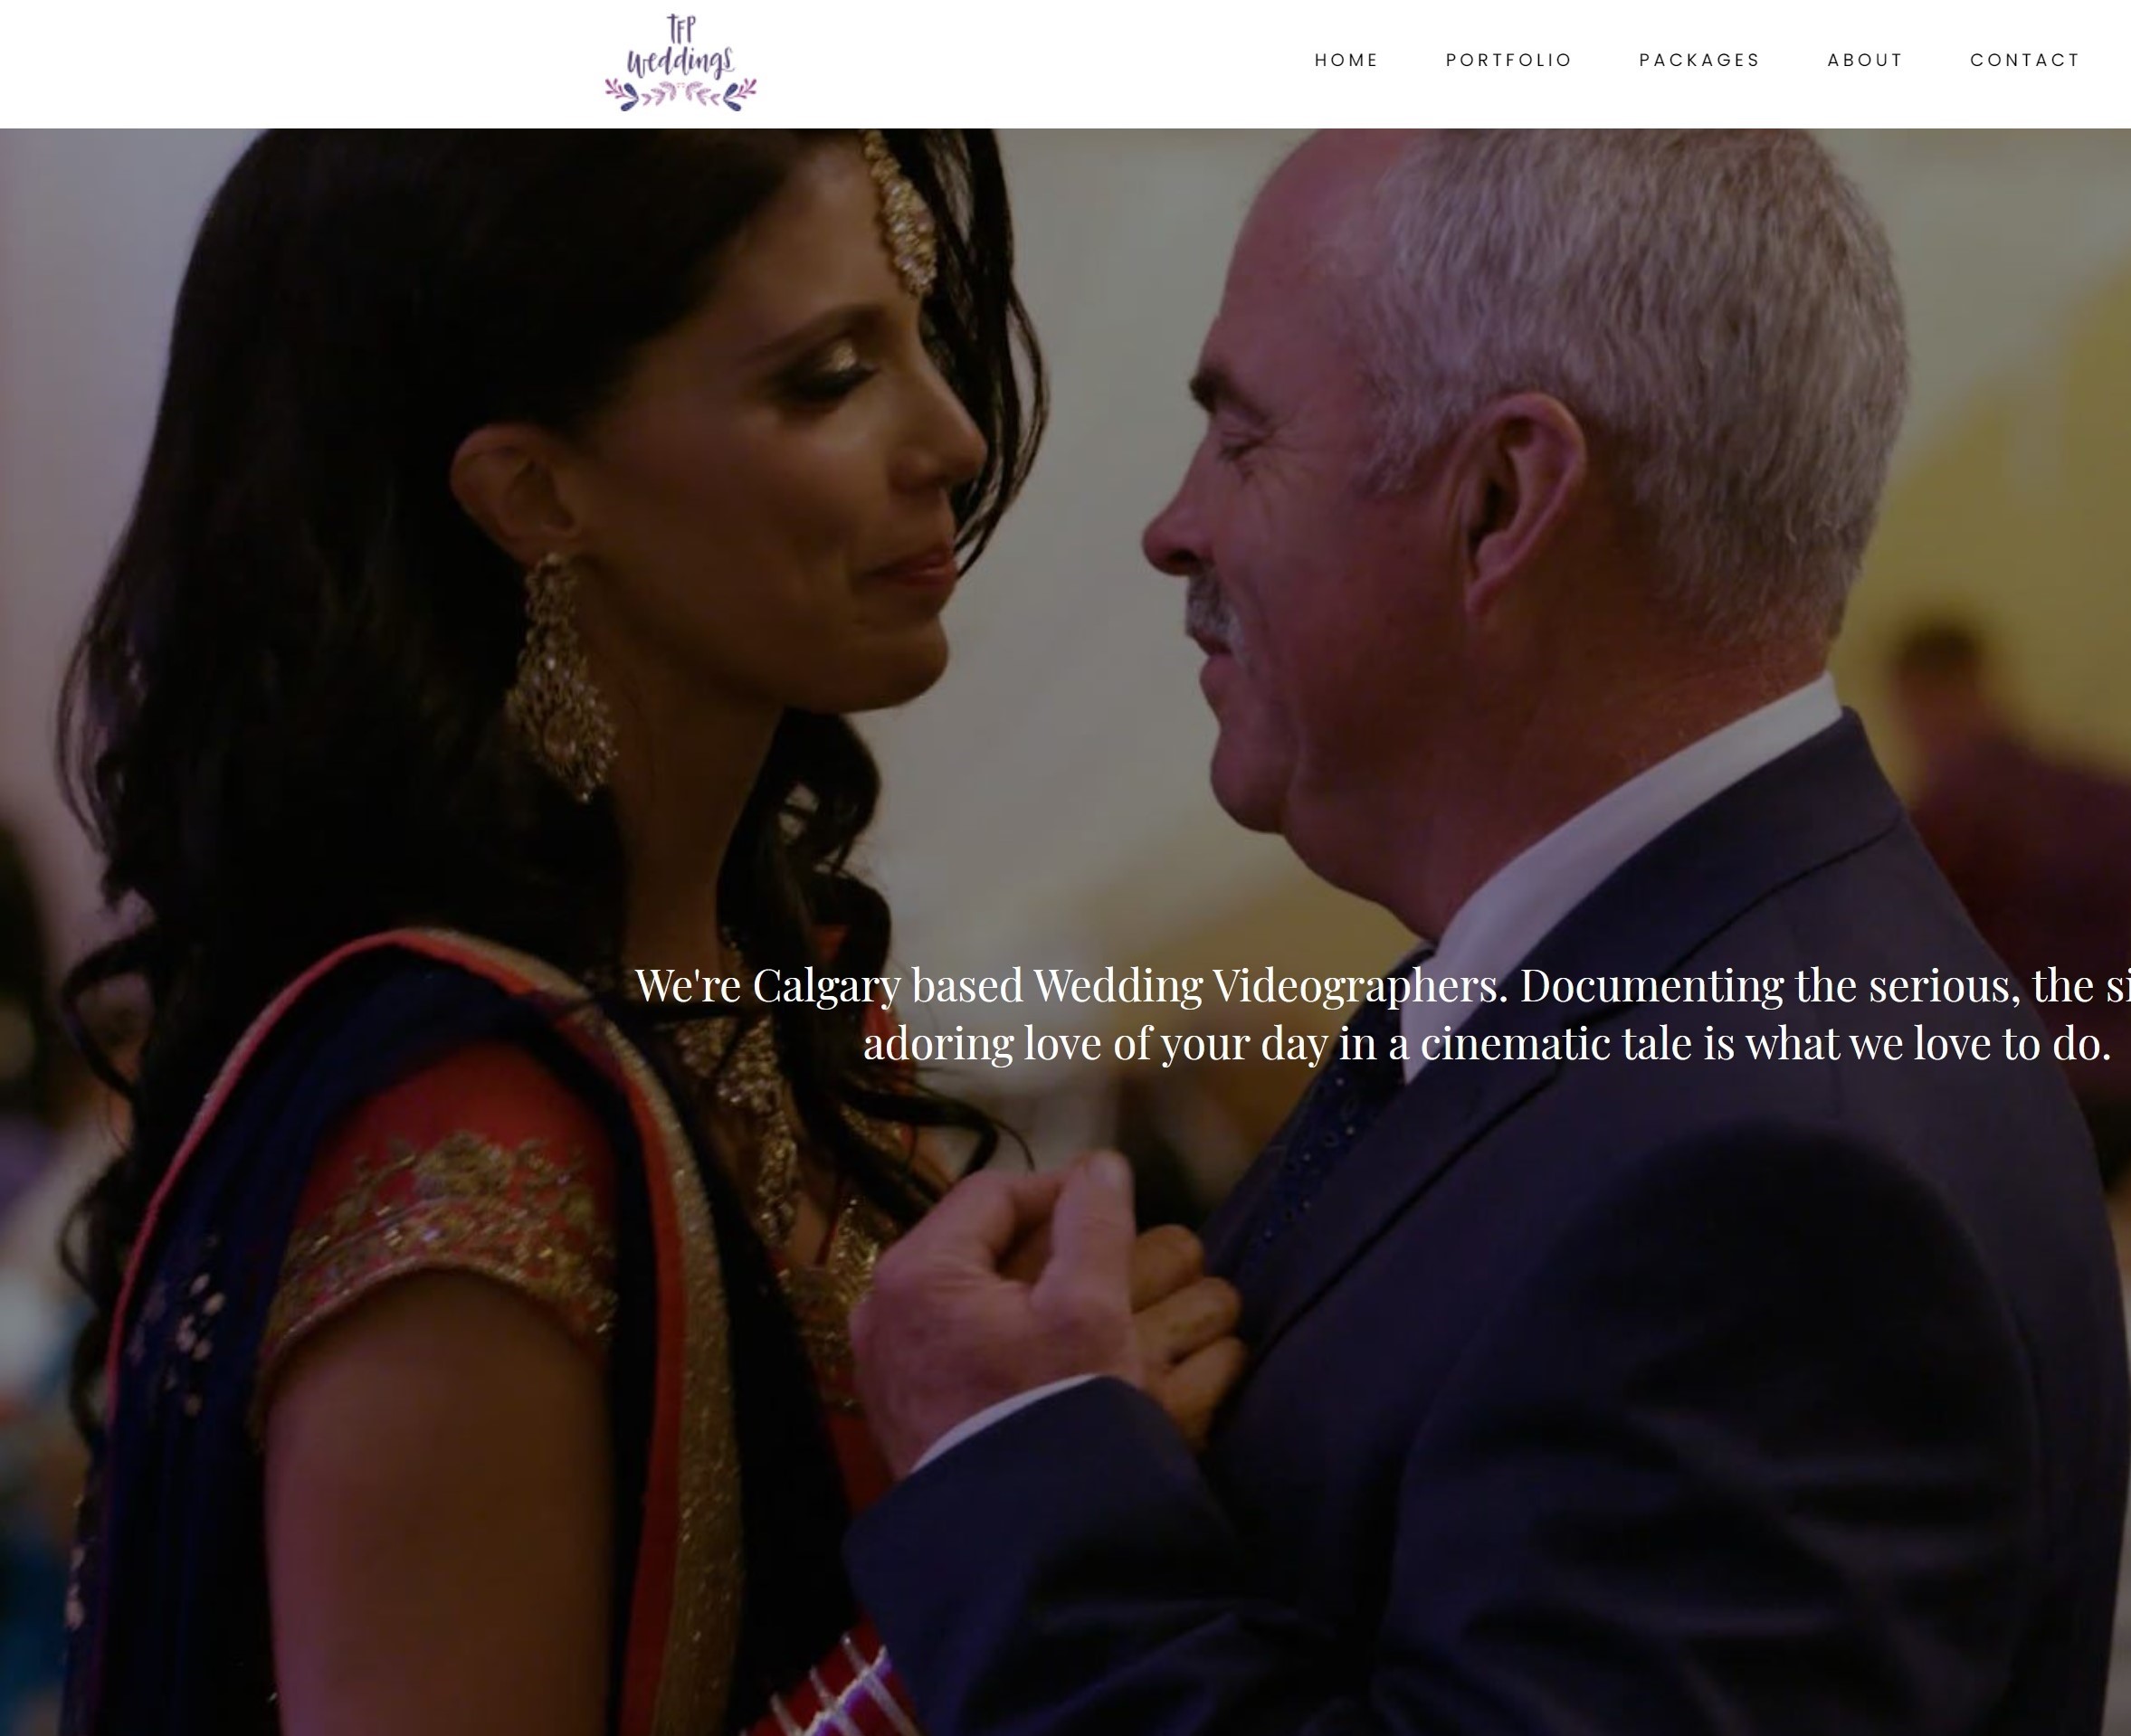 TFP
weddings
HOME PORTFOLIO PACKAGES ABOUT CONTACT
We're Calgary based Wedding Videographers. Documenting the serious, the si
adoring love of your day in a cinematic tale is what we love to do.